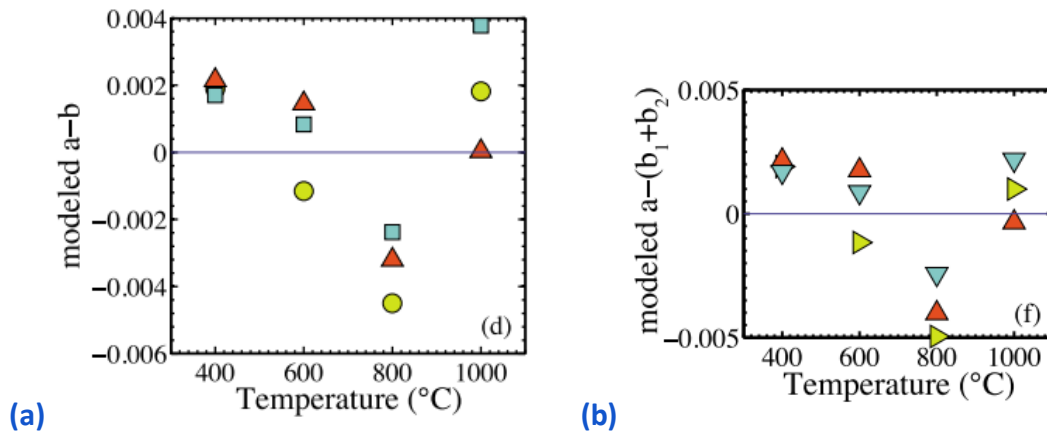 0.004
0.002
0
−0.002
−0.004
−0.006
modeled a−b
400 600 800 1000
Temperature (°C)
(d)
(a)
0.005
0
−0.005
modeled a−(b₁+b₂)
400 600 800 1000
Temperature (°C)
(f)
(b)